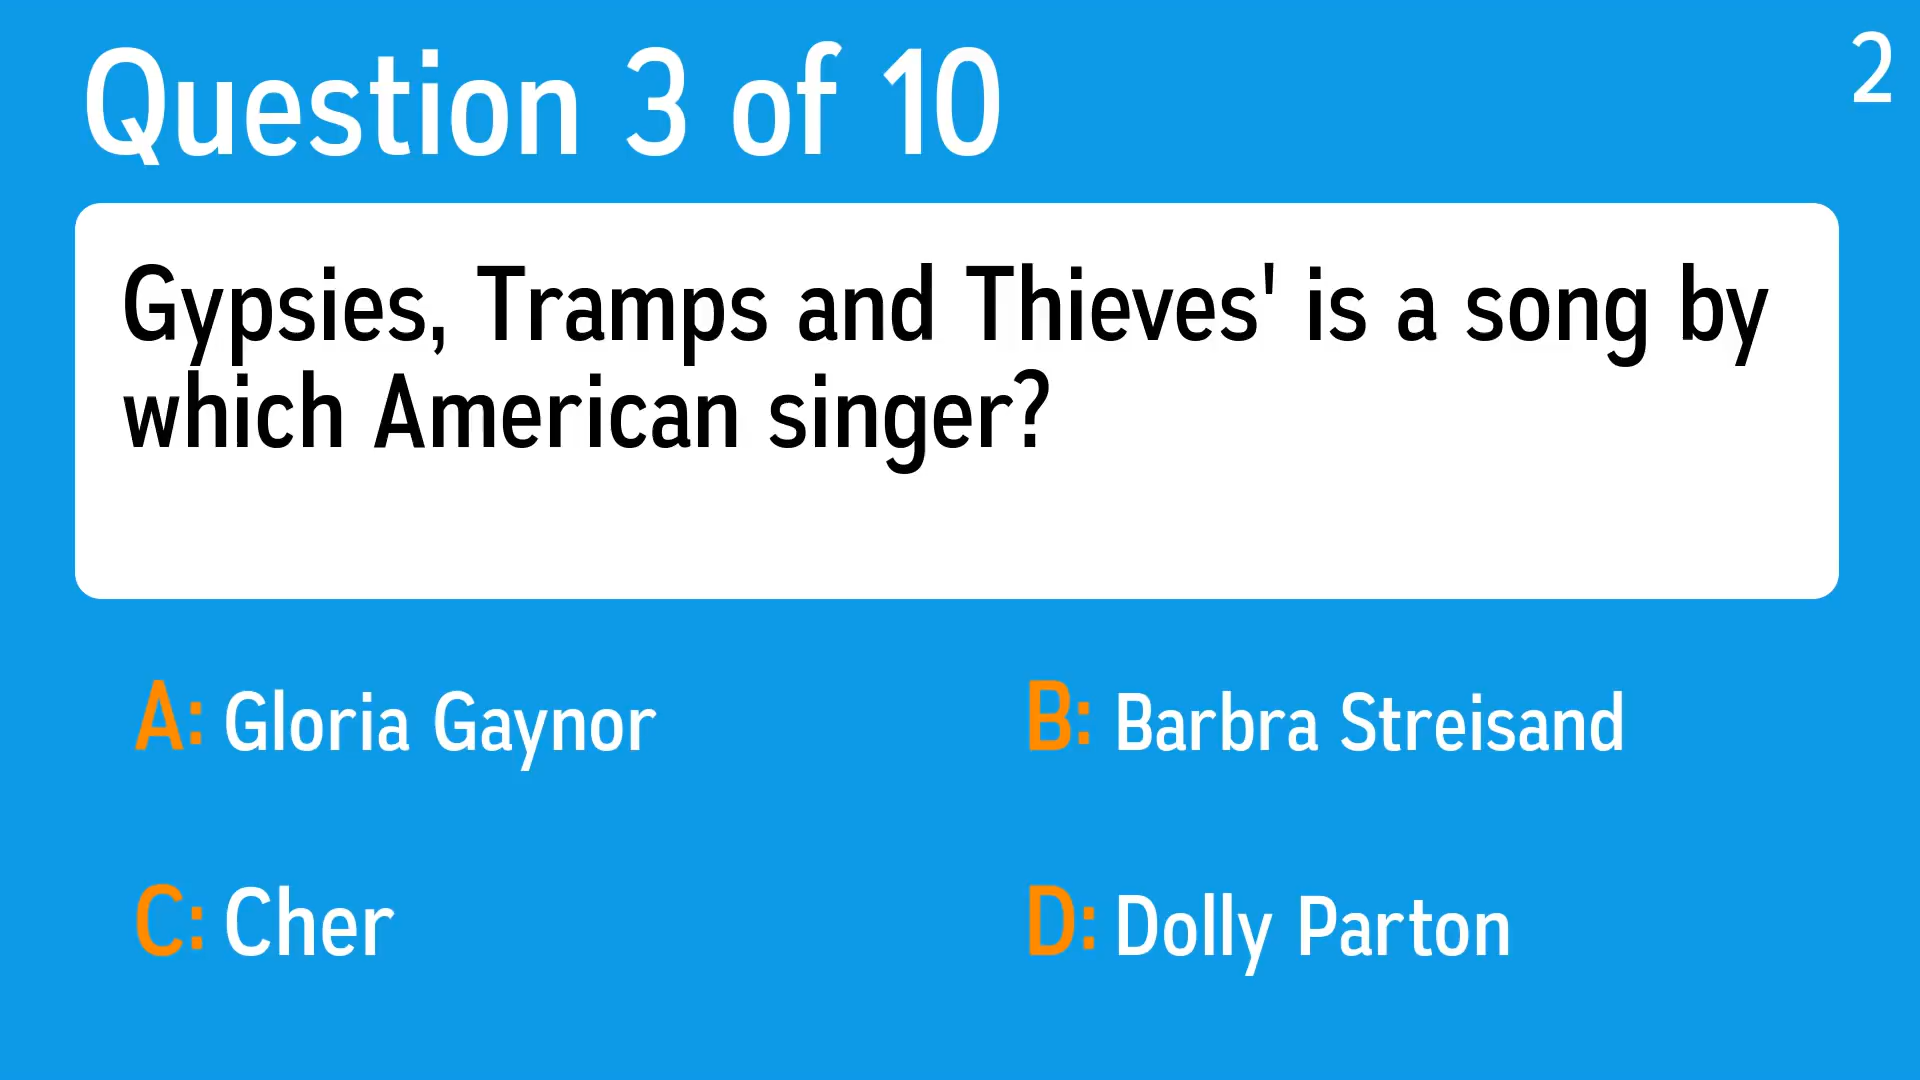 Question 3 of 10
2
Gypsies, Tramps and Thieves' is a song by
which American singer?
A: Gloria Gaynor
B: Barbra Streisand
C: Cher
D: Dolly Parton